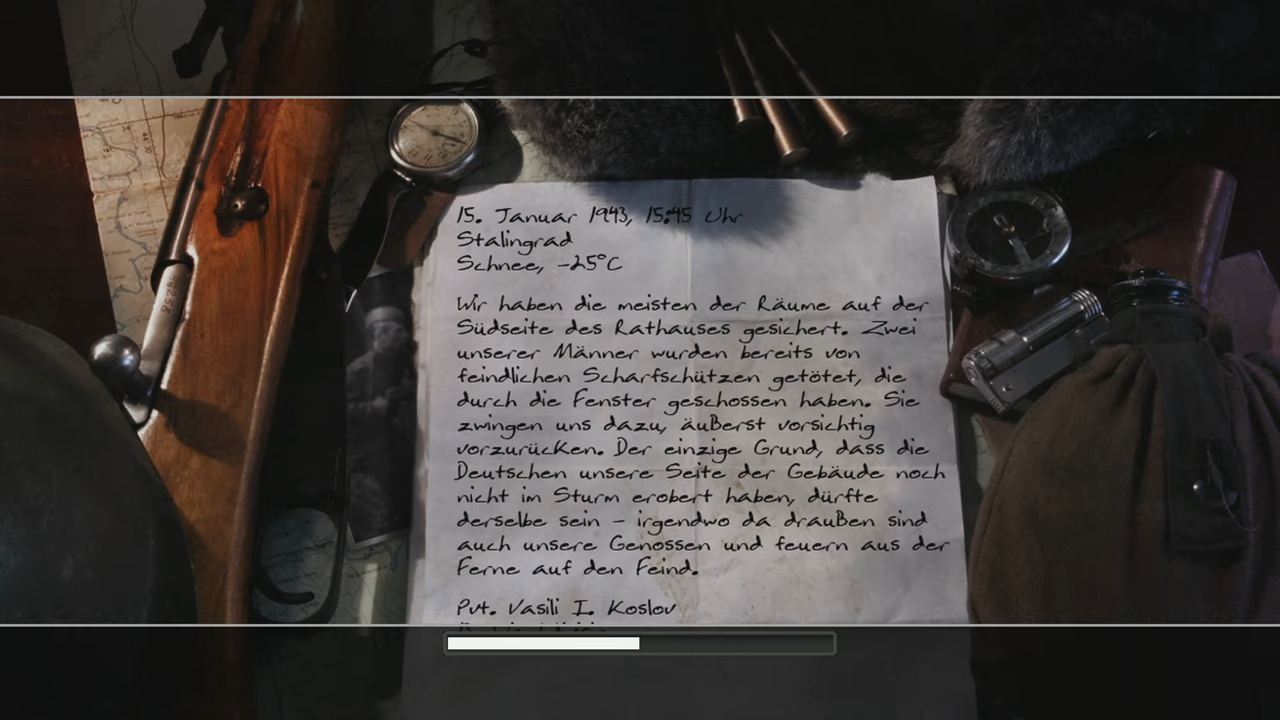 15. Januar 1943, 15:45 Uhr
Stalingrad
Schnee, -25°C
Wir haben die meisten der Räume auf der
Südseite des Rathauses gesichert. Zwei
unserer Männer wurden bereits von
feindlichen Scharfschützen getötet, die
durch die Fenster geschossen haben. Sie
zwingen uns dazu, äußerst vorsichtig
vorzurücken. Der einzige Grund, dass die
Deutschen unsere Seite der Gebäude noch
nicht im Sturm erobert haben, dürfte
derselbe sein - irgendwo da draußen sind
auch unsere Genossen und feuern aus der
Ferne auf den Feind.
Pvt. Vasili I. Koslov